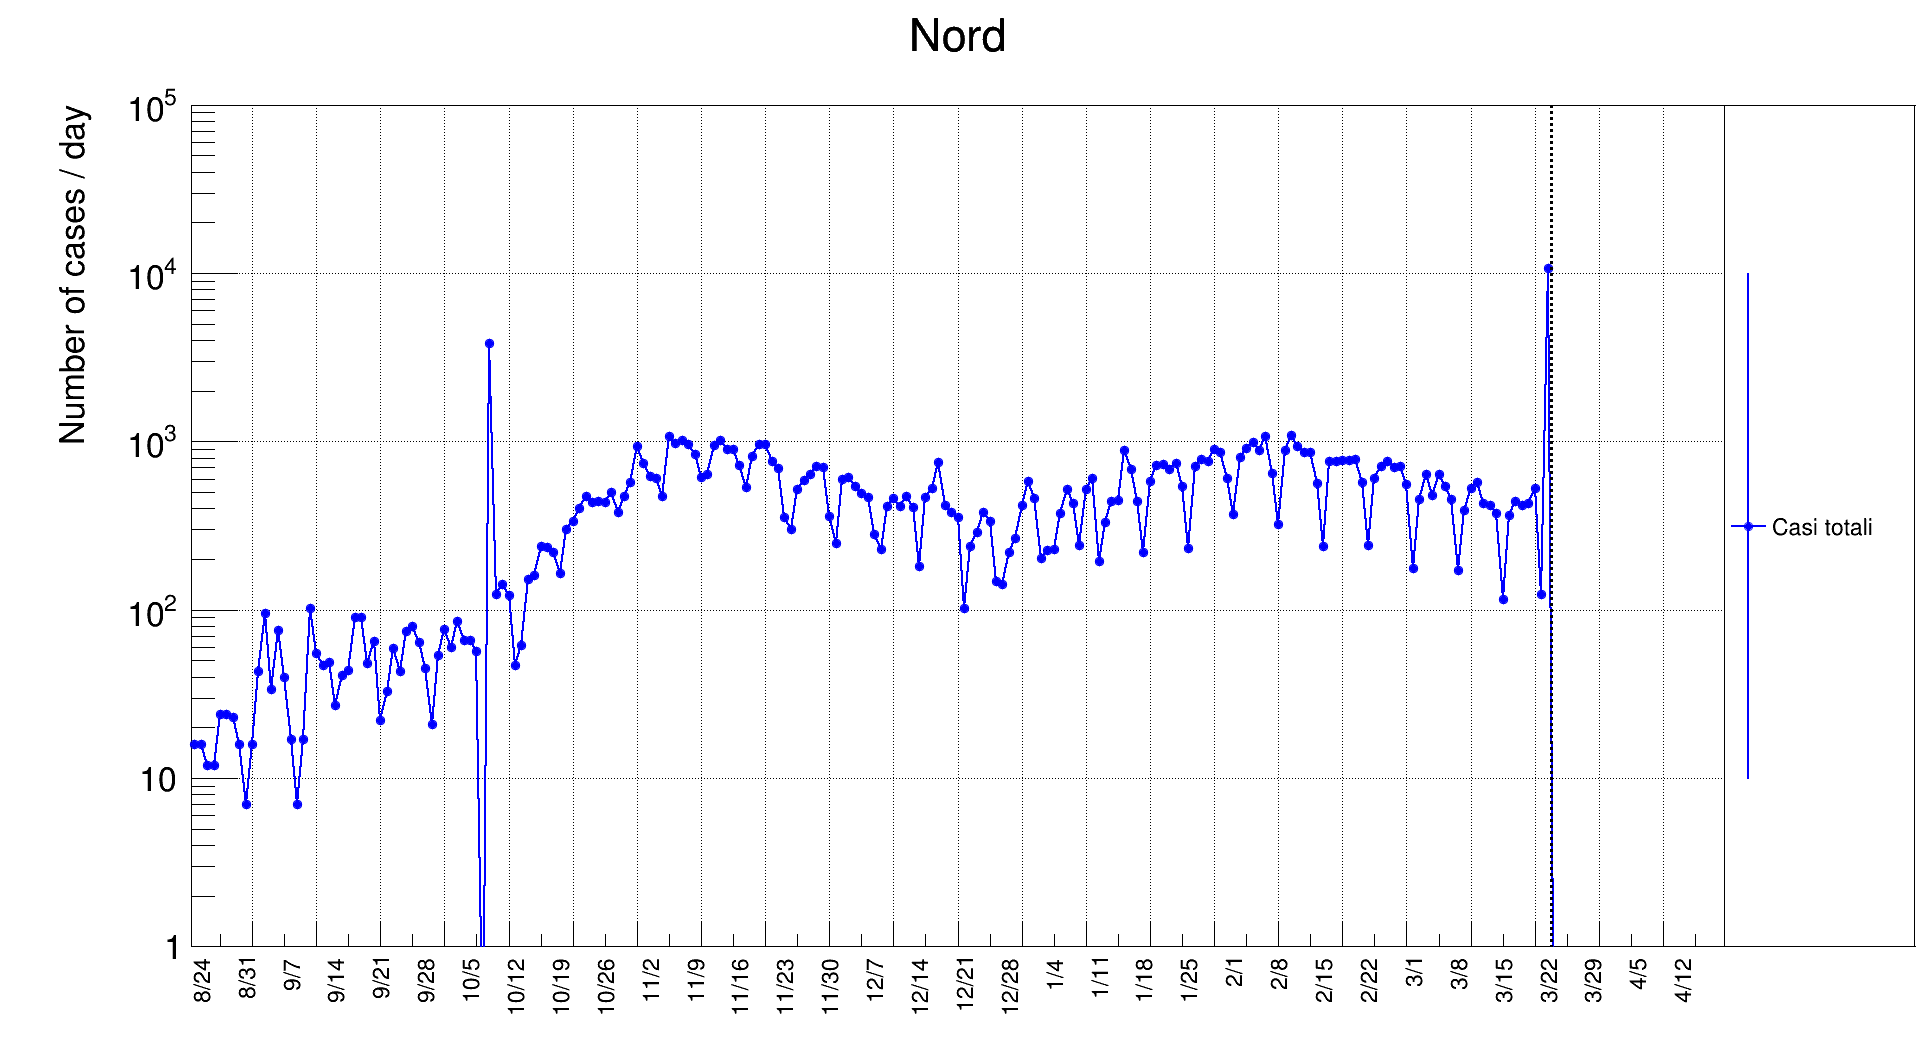 Nord
Number of cases / day
10^5
10^4
10^3
10^2
10
1
8/24 8/31 9/7 9/14 9/21 9/28 10/5 10/12 10/19 10/26 11/2 11/9 11/16 11/23 11/30 12/7 12/14 12/21 12/28 1/4 1/11 1/18 1/25 2/1 2/8 2/15 2/22 3/1 3/8 3/15 3/22 3/29 4/5 4/12
Casi totali